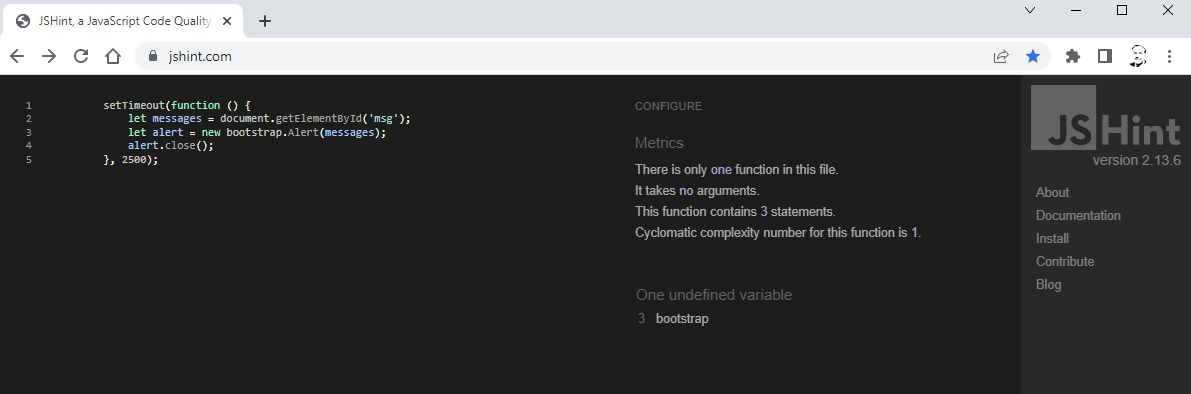 JSHint, a JavaScript Code Quality
jshint.com
1 setTimeout(function () {
2 let messages = document.getElementById('msg');
3 let alert = new bootstrap.Alert(messages);
4 alert.close();
5 }, 2500);
CONFIGURE
Metrics
There is only one function in this file.
It takes no arguments.
This function contains 3 statements.
Cyclomatic complexity number for this function is 1.
One undefined variable
3 bootstrap
JSHint
version 2.13.6
About
Documentation
Install
Contribute
Blog